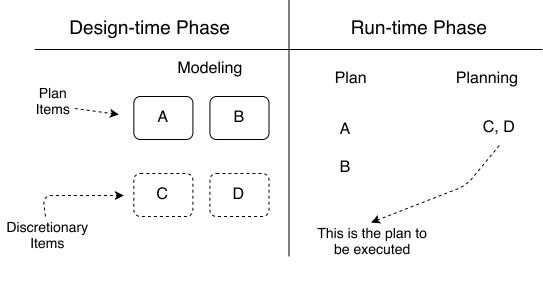 Design-time Phase
Run-time Phase
Modeling
Plan
Items
A
B
C
D
Discretionary
Items
Plan
Planning
A
C, D
B
This is the plan to
be executed